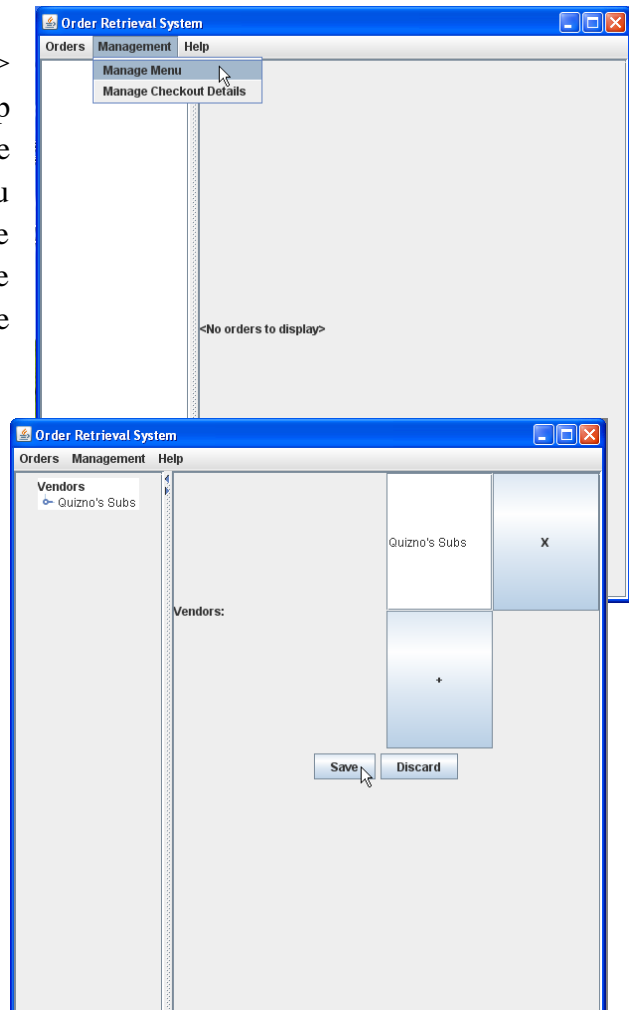 Order Retrieval System
Orders Management Help
Manage Menu
Manage Checkout Details
>
p
e
u
e
e
e
<No orders to display>
Order Retrieval System
Orders Management Help
Vendors
Quizno's Subs
Quizno's Subs
X
Vendors:
+
Save
Discard